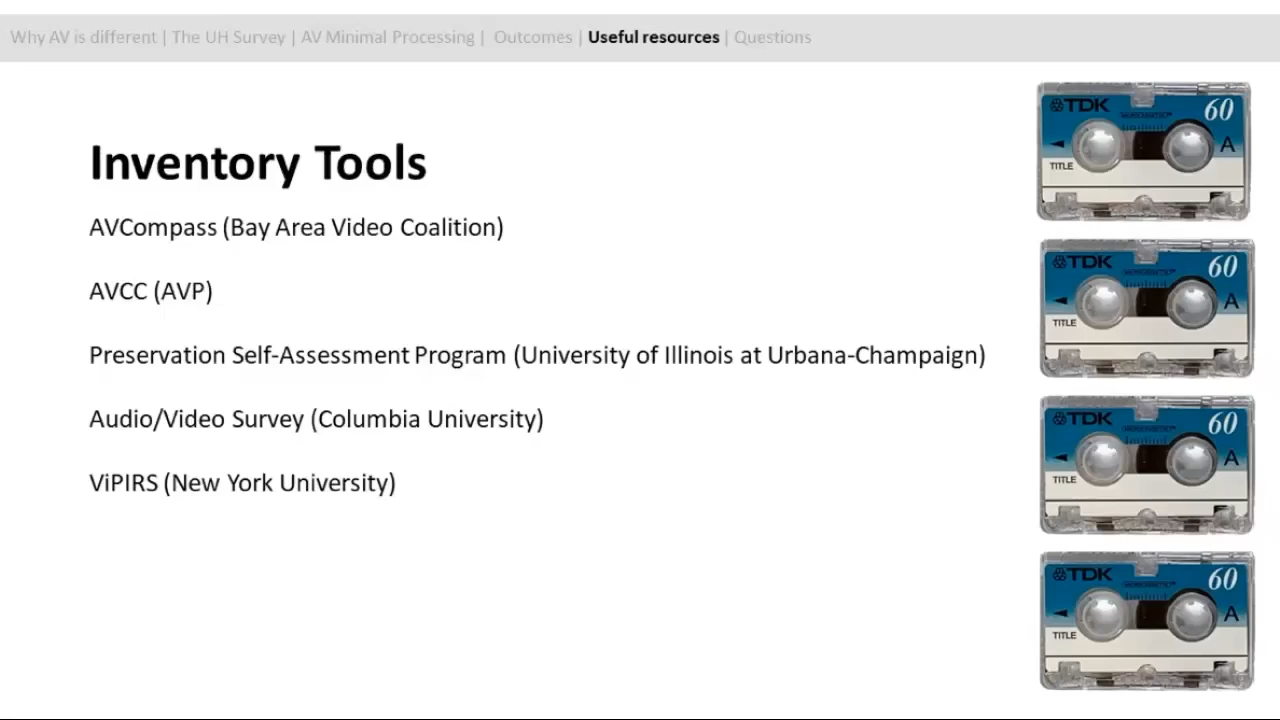 Why AV is different | The UH Survey | AV Minimal Processing | Outcomes | Useful resources | Questions
Inventory Tools
AVCompass (Bay Area Video Coalition)
AVCC (AVP)
Preservation Self-Assessment Program (University of Illinois at Urbana-Champaign)
Audio/Video Survey (Columbia University)
ViPIRS (New York University)
TDK 60
A
TITLE
TDK 60
A
TITLE
TDK 60
A
TITLE
TDK 60
A
TITLE